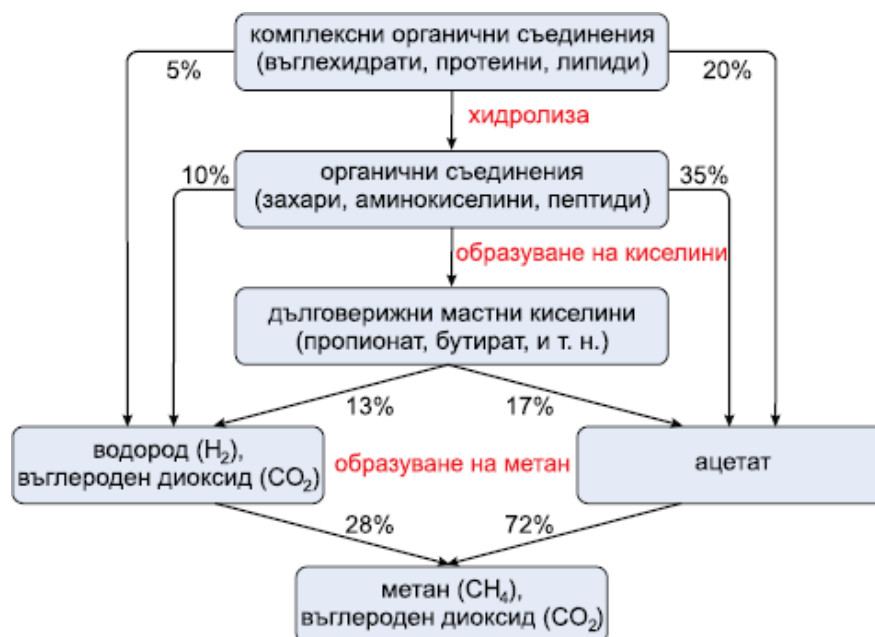 комплексни органични съединения
(въглехидрати, протеини, липиди)
5%
20%
хидролиза
органични съединения
(захари, аминокиселини, пептиди)
10%
35%
образуване на киселини
дълговерижни мастни киселини
(пропионат, бутират, и т. н.)
13%
17%
водород (H₂),
въглероден диоксид (CO₂)
образуване на метан
ацетат
28%
72%
метан (CH₄),
въглероден диоксид (CO₂)